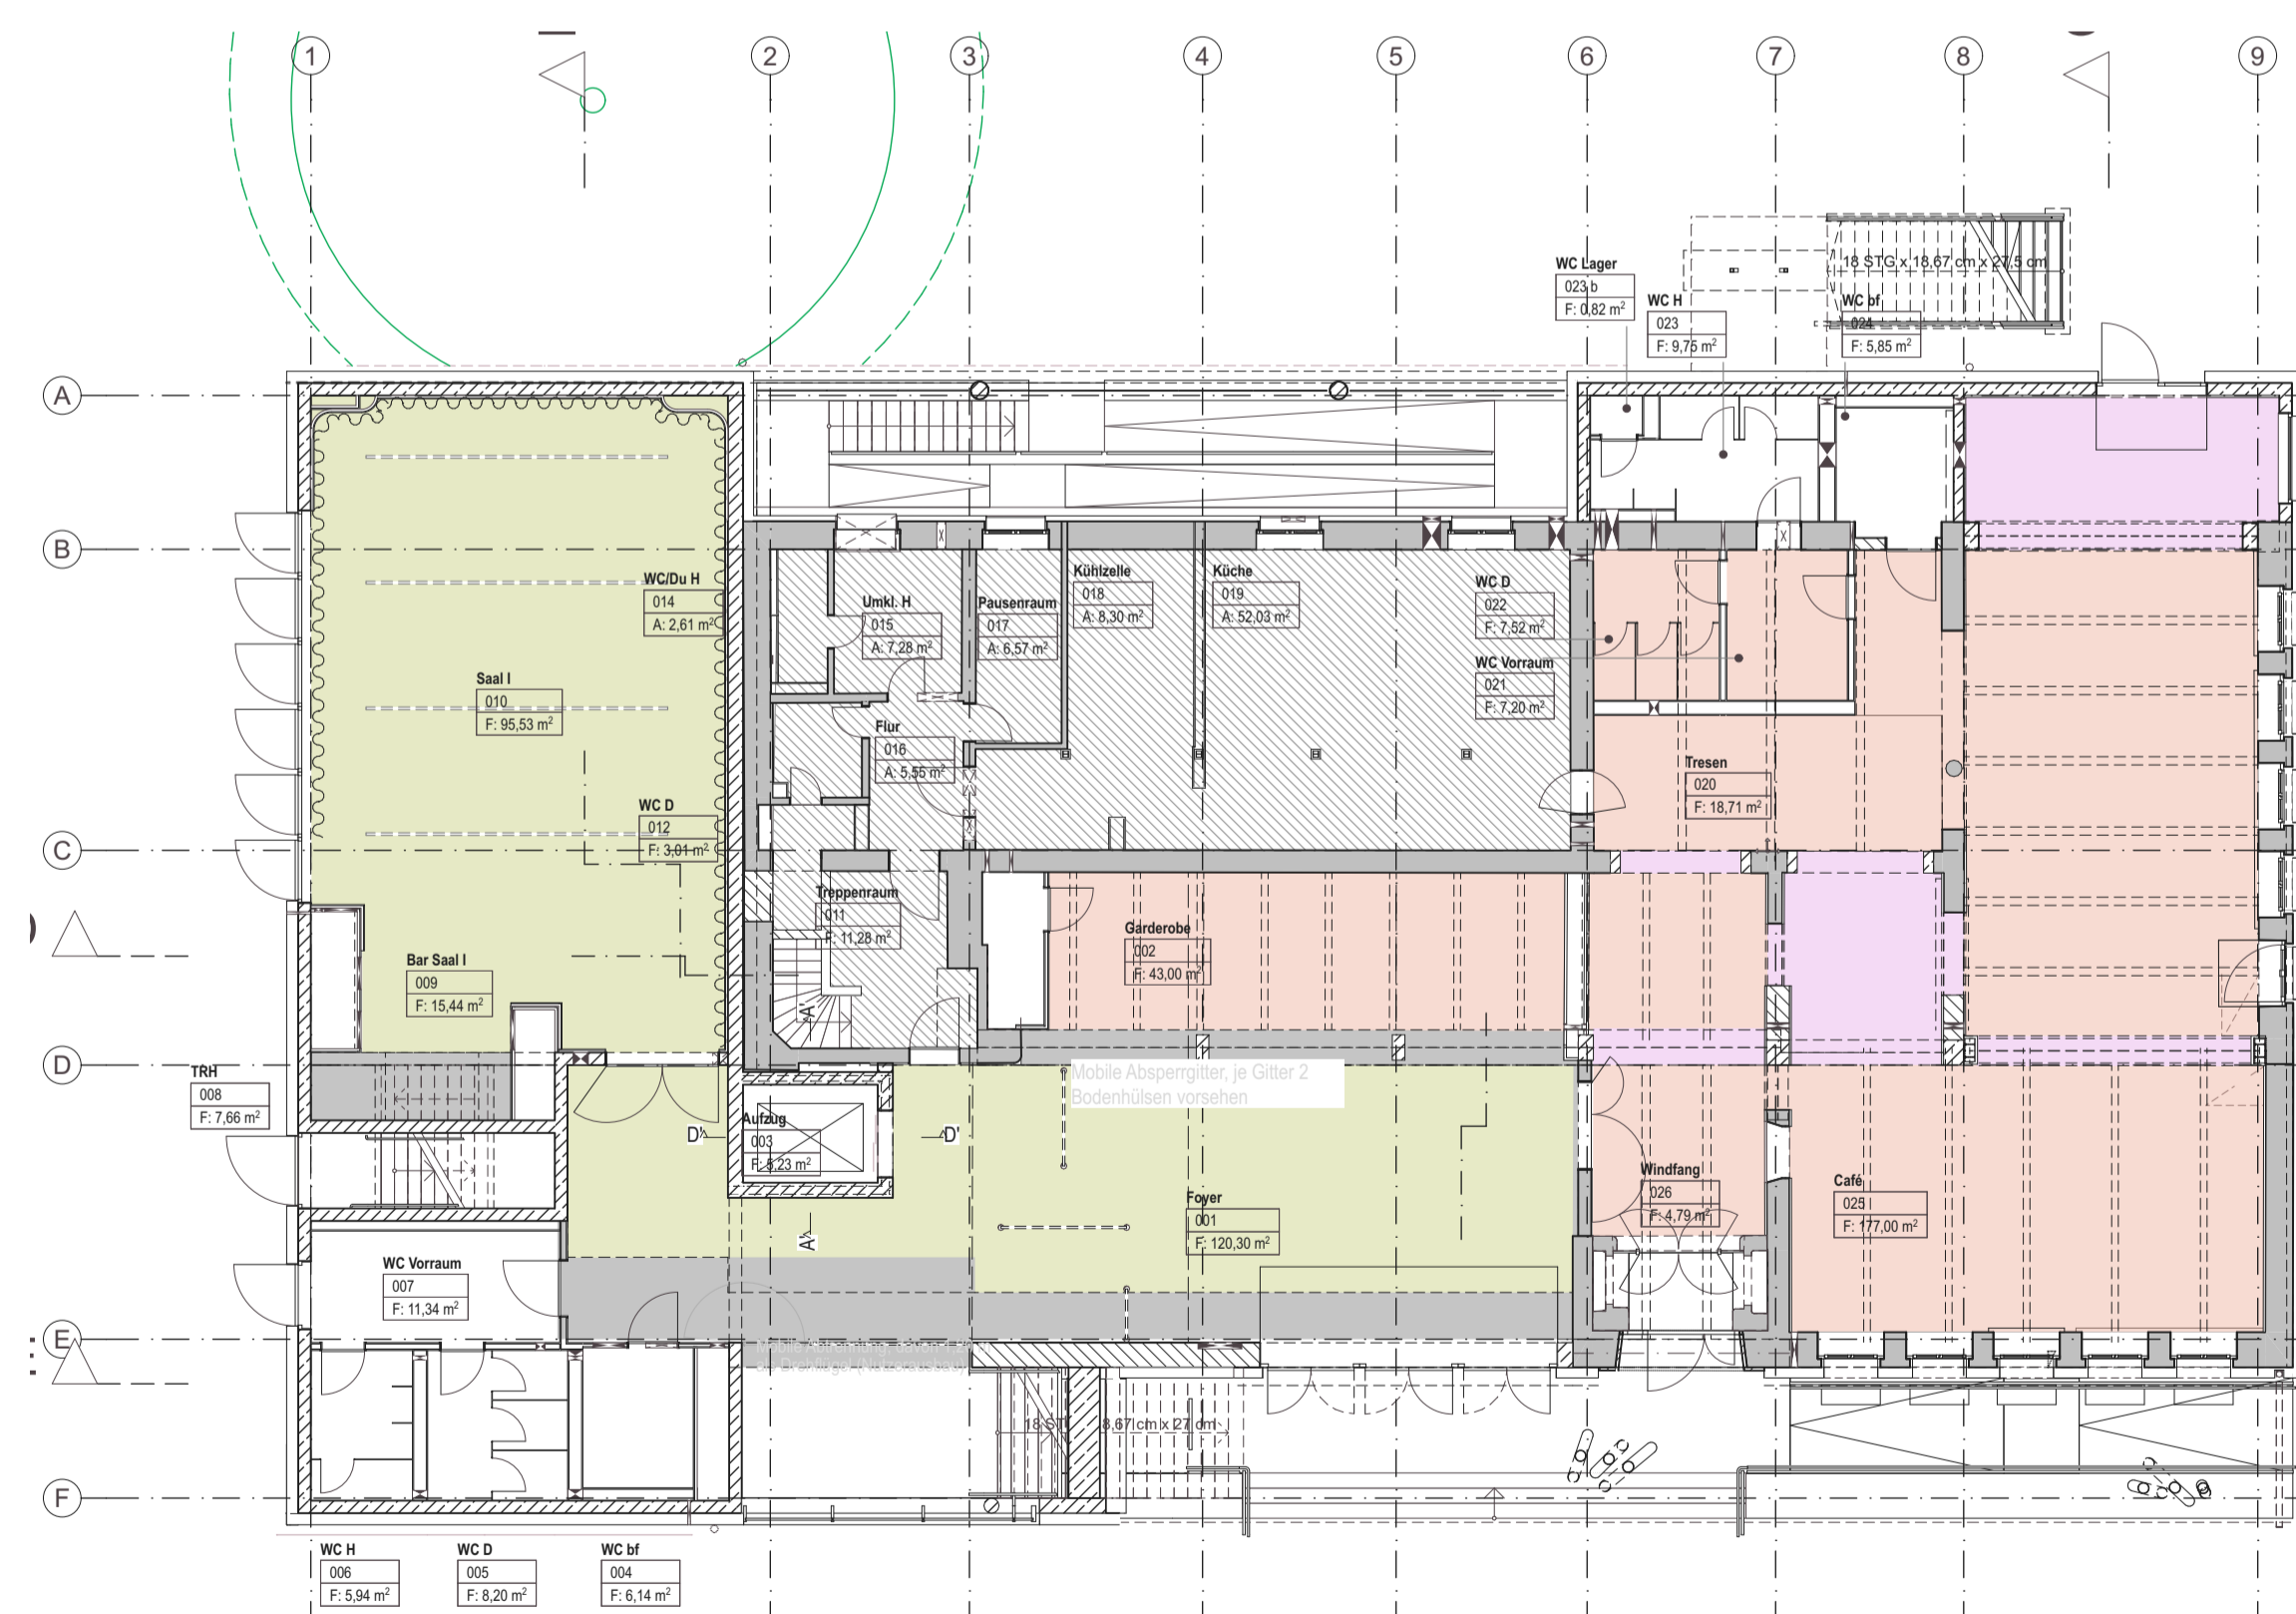 1
2
3
4
5
6
7
8
9
18 STG x 18,67 cm x 27,5 cm
WC Lager
023 b
F: 0,82 m²
WC H
023
F: 9,75 m²
WC bf
024
F: 5,85 m²
A
B
WC/Du H
014
A: 2,61 m²
Umkl. H
015
A: 7,28 m²
Pausenraum
017
A: 6,57 m²
Kühlzelle
018
A: 8,30 m²
Küche
019
A: 52,03 m²
WC D
022
F: 7,52 m²
WC Vorraum
021
F: 7,20 m²
Saal I
010
F: 95,53 m²
Flur
016
A: 5,55 m²
Tresen
020
F: 18,71 m²
WC D
012
F: 3,01 m²
C
Treppenraum
011
F: 11,28 m²
Garderobe
002
F: 43,00 m²
Bar Saal I
009
F: 15,44 m²
A'
D
TRH
008
F: 7,66 m²
Mobile Absperrgitter, je Gitter 2
Bodenhülsen vorsehen
Aufzug
003
F: 5,23 m²
D'
D'
Windfang
026
F: 4,79 m²
Café
025
F: 177,00 m²
Foyer
001
F: 120,30 m²
A'
WC Vorraum
007
F: 11,34 m²
E
18 ST
8,67 cm x 27 cm
F
WC H
006
F: 5,94 m²
WC D
005
F: 8,20 m²
WC bf
004
F: 6,14 m²